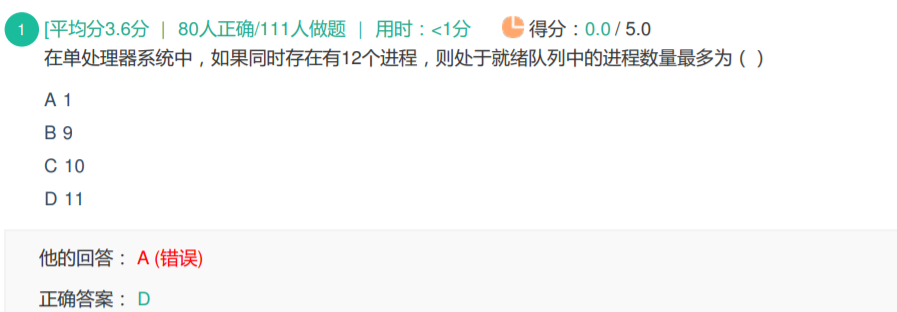 1 [平均分3.6分 | 80人正确/111人做题 | 用时：<1分 得分：0.0 / 5.0
在单处理器系统中，如果同时存在有12个进程，则处于就绪队列中的进程数量最多为（ ）
A 1
B 9
C 10
D 11
他的回答： A (错误)
正确答案： D